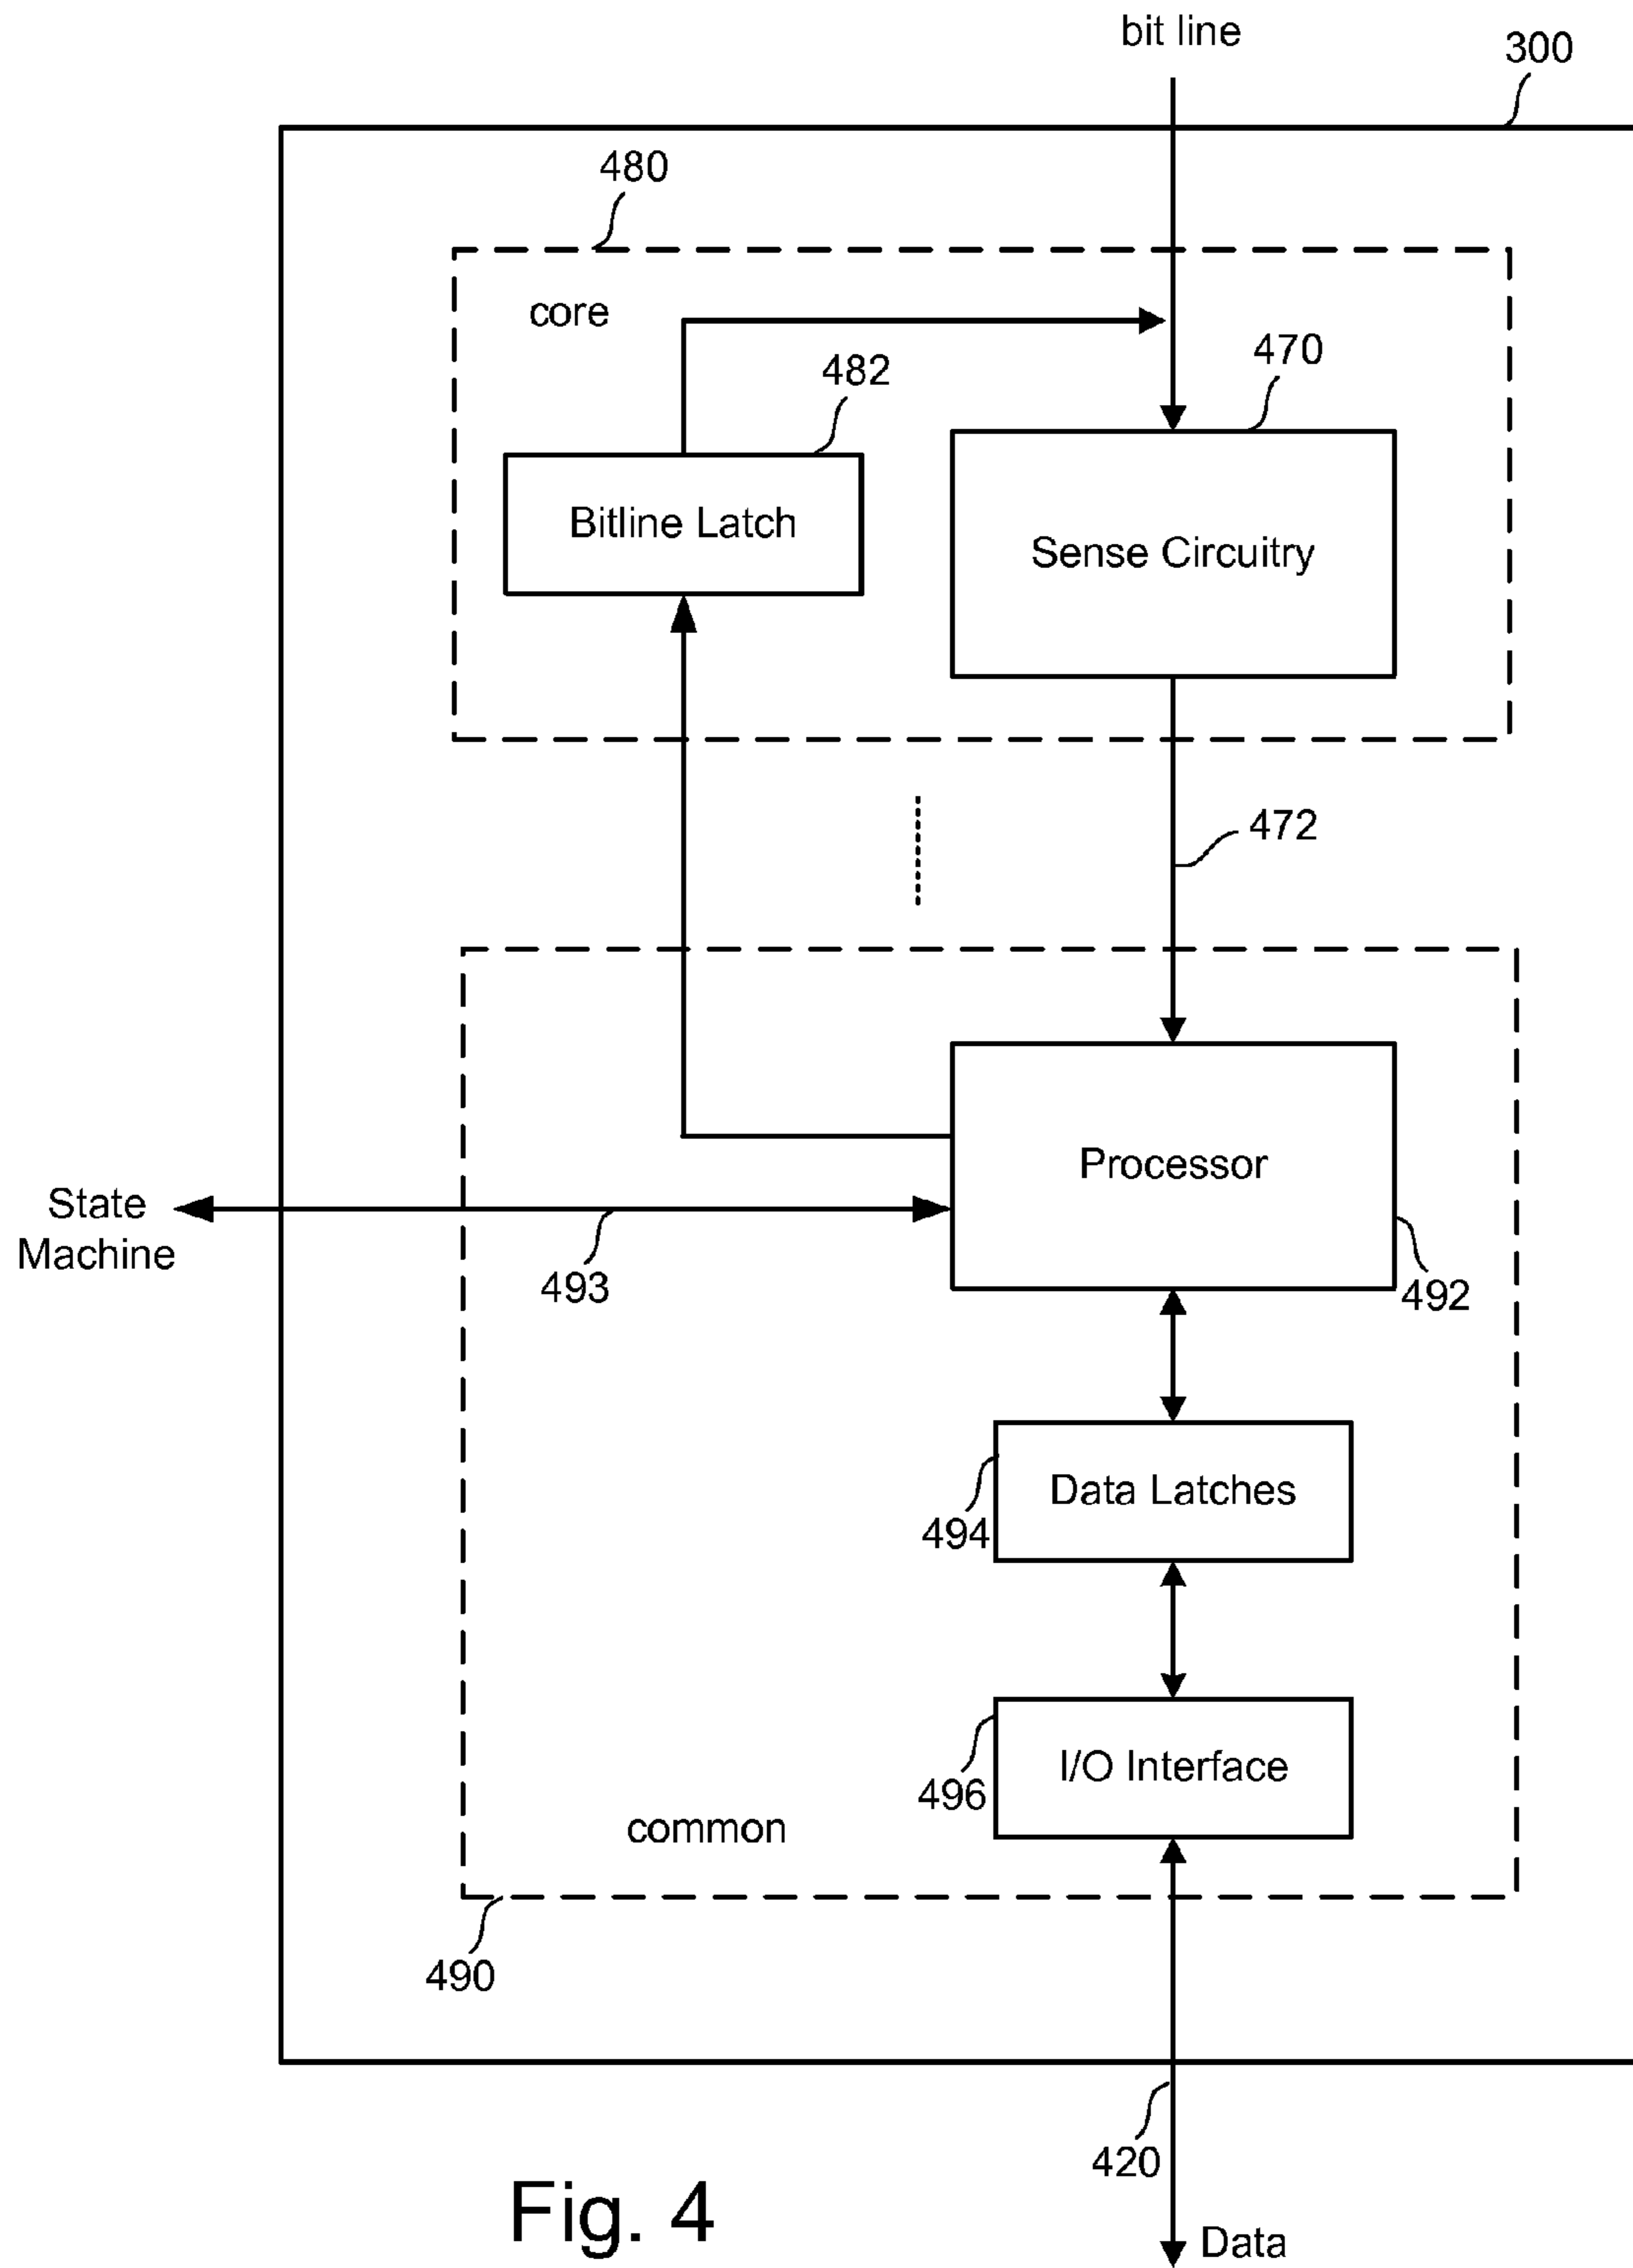 bit line
300
480
core
470
482
Bitline Latch
Sense Circuitry
472
Processor
State
Machine
493
492
Data Latches
494
I/O Interface
496
common
490
420
Fig. 4
Data